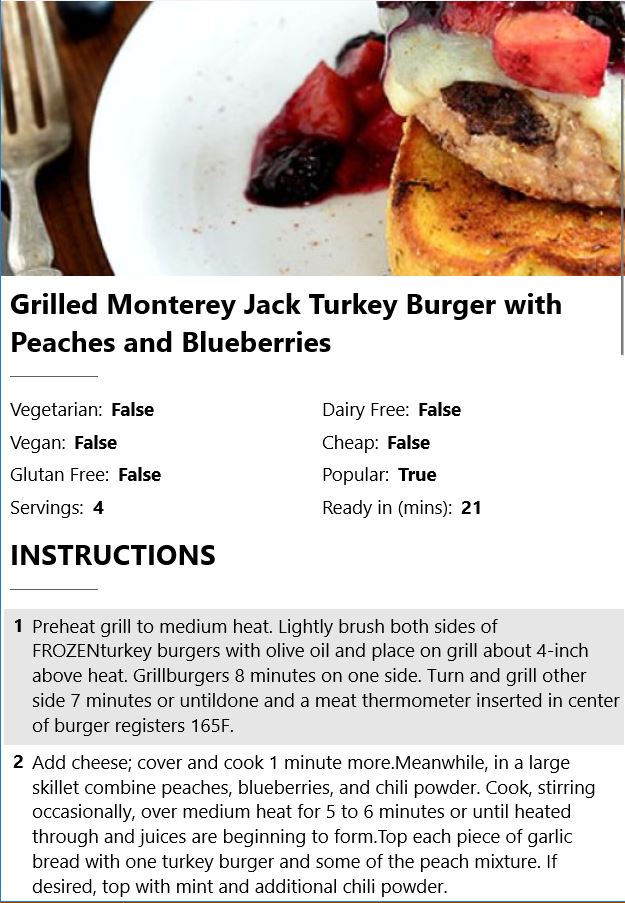 Grilled Monterey Jack Turkey Burger with
Peaches and Blueberries
Vegetarian: False
Dairy Free: False
Vegan: False
Cheap: False
Glutan Free: False
Popular: True
Servings: 4
Ready in (mins): 21
INSTRUCTIONS
1 Preheat grill to medium heat. Lightly brush both sides of
FROZENturkey burgers with olive oil and place on grill about 4-inch
above heat. Grillburgers 8 minutes on one side. Turn and grill other
side 7 minutes or untildone and a meat thermometer inserted in center
of burger registers 165F.
2 Add cheese; cover and cook 1 minute more.Meanwhile, in a large
skillet combine peaches, blueberries, and chili powder. Cook, stirring
occasionally, over medium heat for 5 to 6 minutes or until heated
through and juices are beginning to form.Top each piece of garlic
bread with one turkey burger and some of the peach mixture. If
desired, top with mint and additional chili powder.